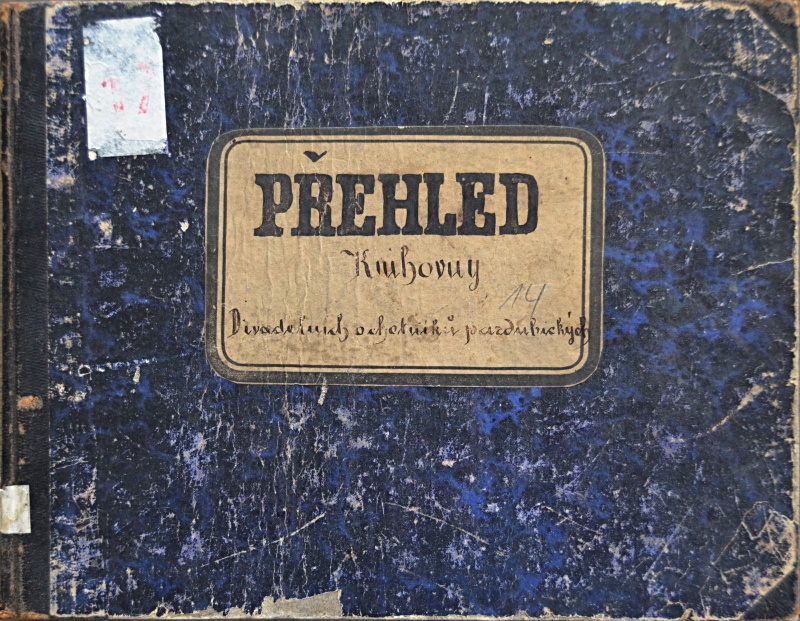 PŘEHLED
Knihovny
14
Divadelních ochotníků pardubických